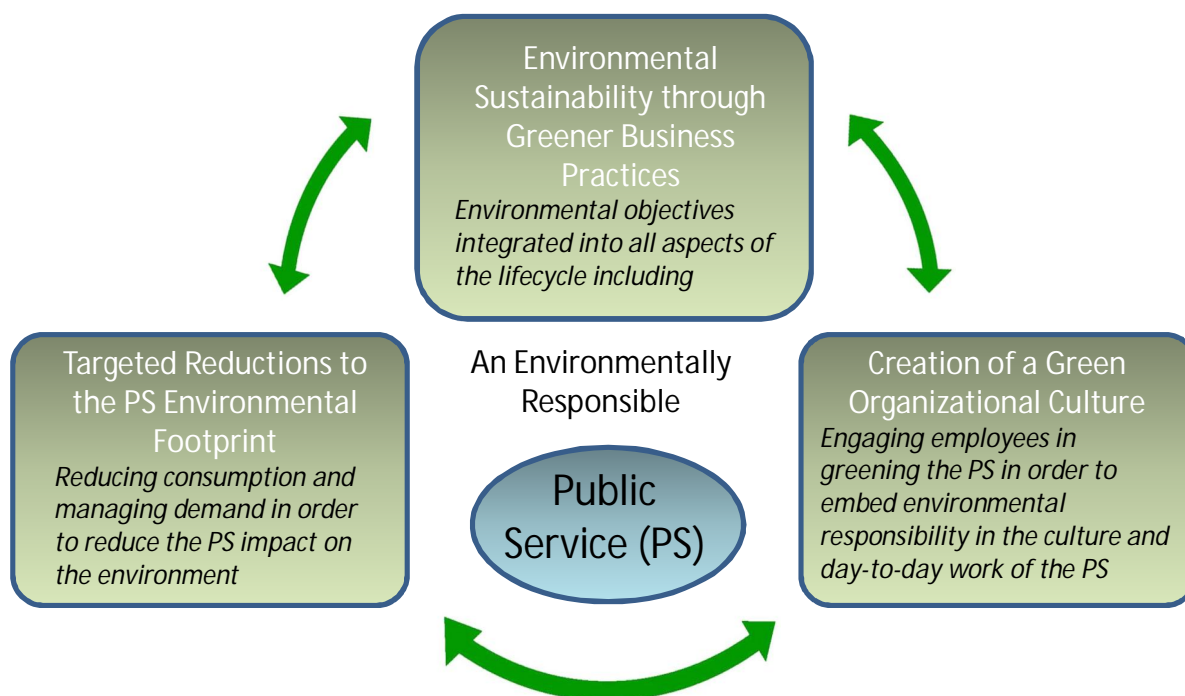 Environmental
Sustainability through
Greener Business
Practices
Environmental objectives
integrated into all aspects of
the lifecycle including
Targeted Reductions to
the PS Environmental
Footprint
Reducing consumption and
managing demand in order
to reduce the PS impact on
the environment
An Environmentally
Responsible
Public
Service (PS)
Creation of a Green
Organizational Culture
Engaging employees in
greening the PS in order to
embed environmental
responsibility in the culture and
day-to-day work of the PS